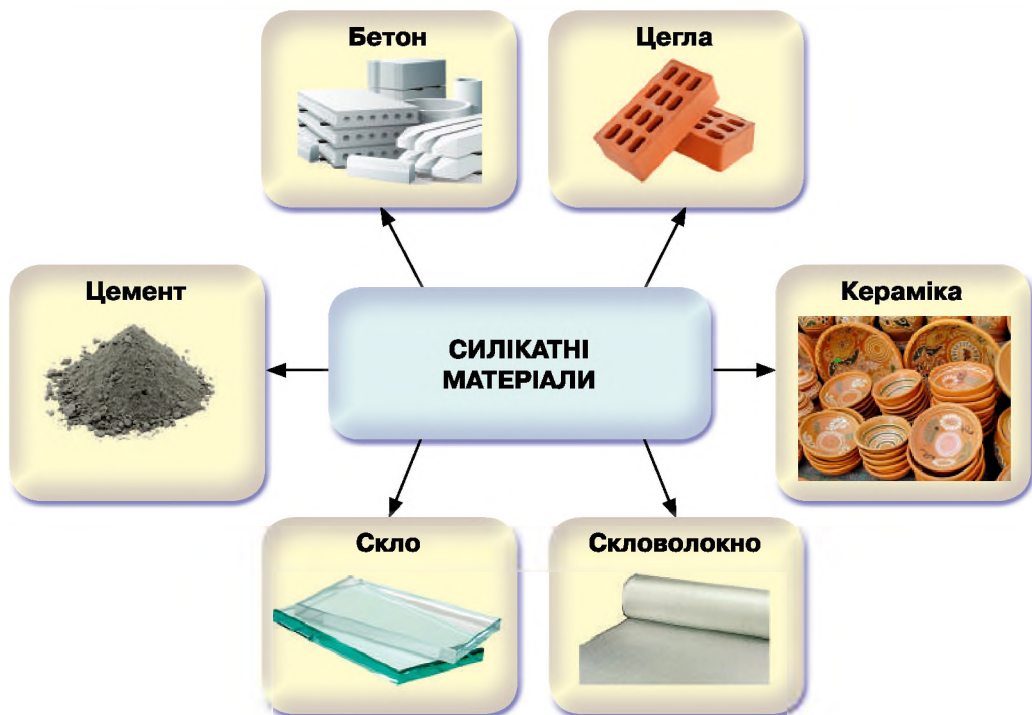 Бетон
Цегла
Цемент
СИЛІКАТНІ
МАТЕРІАЛИ
Кераміка
Скло
Скловолокно